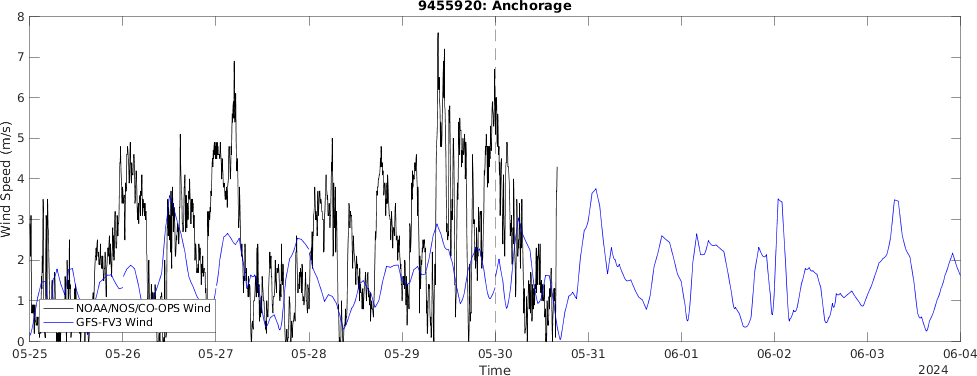 9455920: Anchorage
8
7
6
5
4
3
2
1
0
Wind Speed (m/s)
NOAA/NOS/CO-OPS Wind
GFS-FV3 Wind
05-25 05-26 05-27 05-28 05-29 05-30 05-31 06-01 06-02 06-03 06-04
Time
2024